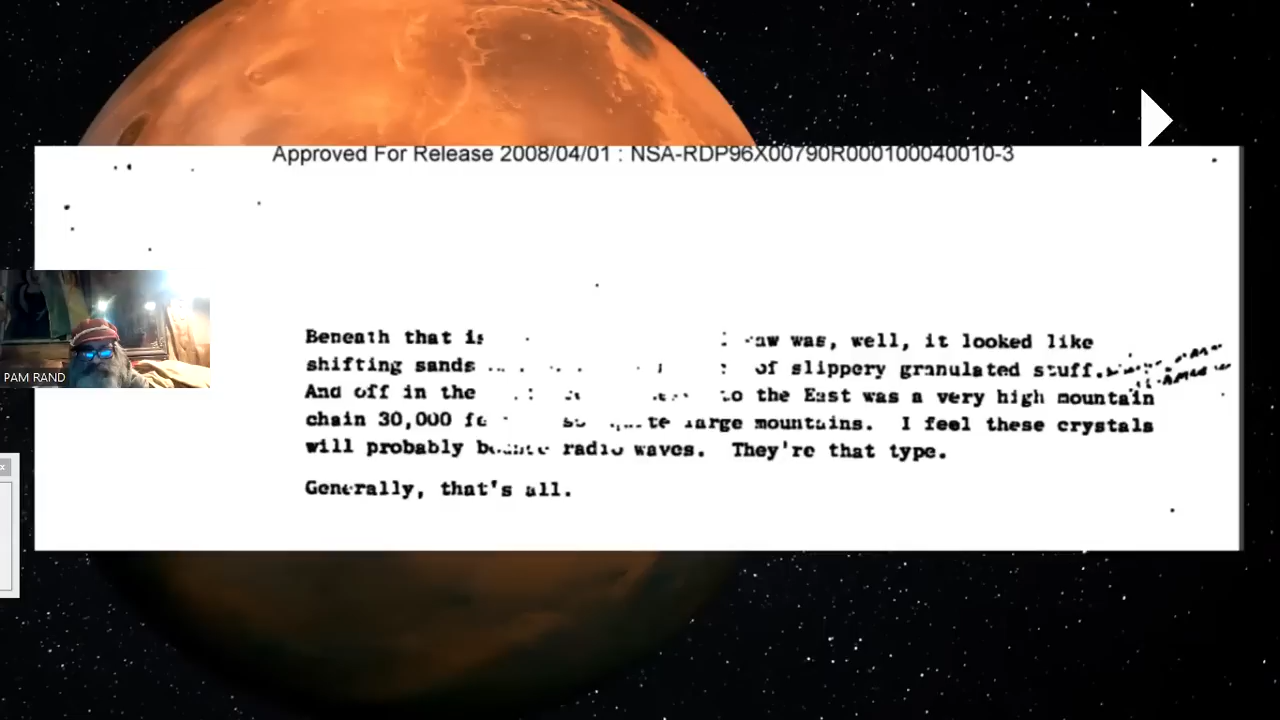 Approved For Release 2008/04/01 : NSA-RDP96X00790R000100040010-3
Beneath that is was, well, it looked like
shifting sands of slippery granulated stuff.
And off in the to the East was a very high mountain
chain 30,000 large mountains. I feel these crystals
will probably radio waves. They're that type.
Generally, that's all.
PAM RAND
x